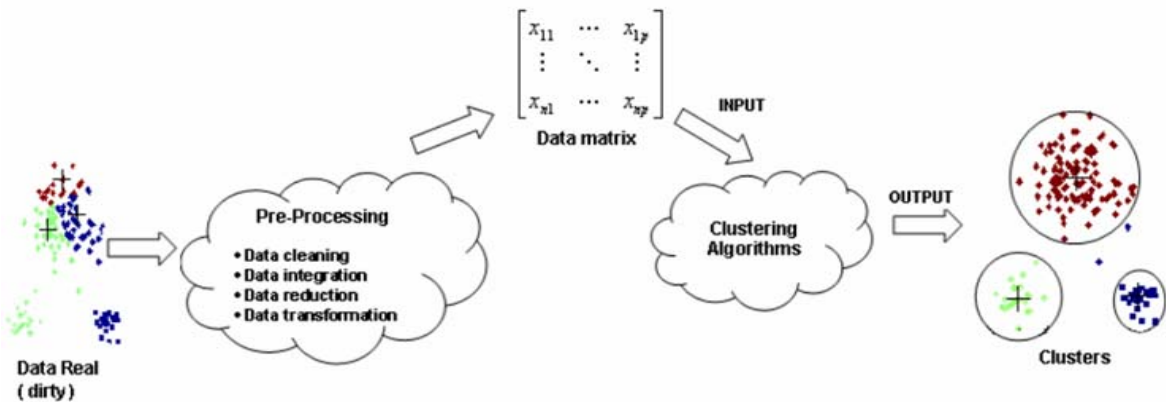 Data Real
( dirty )
Pre-Processing
• Data cleaning
• Data integration
• Data reduction
• Data transformation
x11 ... x1p
⋮ ⋱ ⋮
xn1 ... xnp
Data matrix
INPUT
Clustering
Algorithms
OUTPUT
Clusters